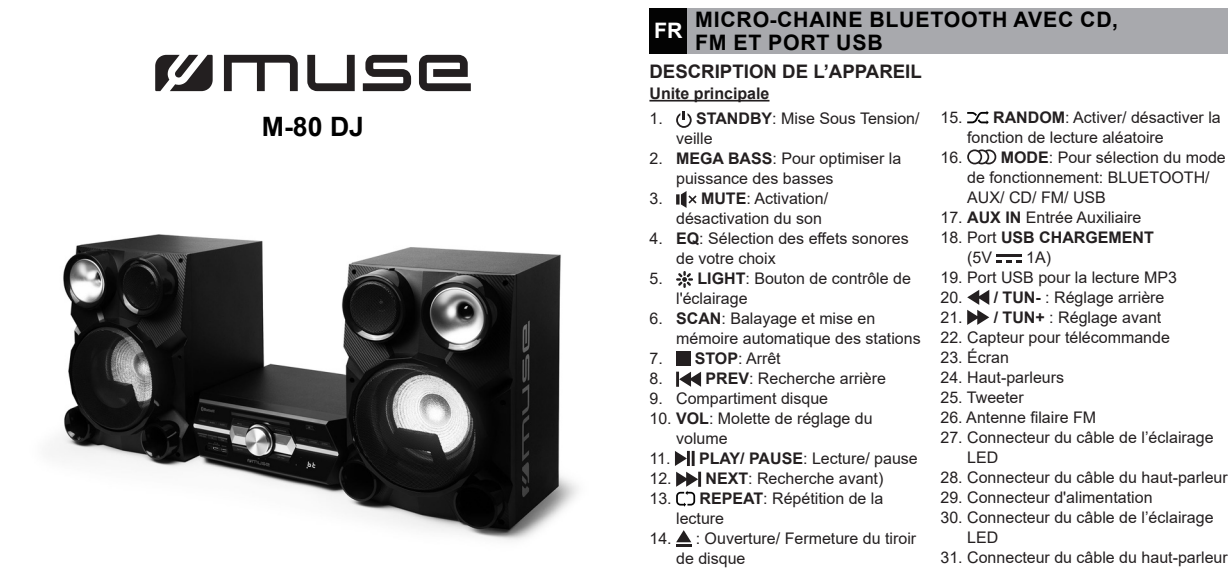 muse
M-80 DJ
MUSE
MUSE
bt
FR
MICRO-CHAINE BLUETOOTH AVEC CD,
FM ET PORT USB
DESCRIPTION DE L’APPAREIL
Unite principale
1. STANDBY: Mise Sous Tension/
veille
2. MEGA BASS: Pour optimiser la
puissance des basses
3. MUTE: Activation/
désactivation du son
4. EQ: Sélection des effets sonores
de votre choix
5. LIGHT: Bouton de contrôle de
l'éclairage
6. SCAN: Balayage et mise en
mémoire automatique des stations
7. STOP: Arrêt
8. PREV: Recherche arrière
9. Compartiment disque
10. VOL: Molette de réglage du
volume
11. PLAY/ PAUSE: Lecture/ pause
12. NEXT: Recherche avant)
13. REPEAT: Répétition de la
lecture
14. : Ouverture/ Fermeture du tiroir
de disque
15. RANDOM: Activer/ désactiver la
fonction de lecture aléatoire
16. MODE: Pour sélection du mode
de fonctionnement: BLUETOOTH/
AUX/ CD/ FM/ USB
17. AUX IN Entrée Auxiliaire
18. Port USB CHARGEMENT
(5V 1A)
19. Port USB pour la lecture MP3
20. / TUN- : Réglage arrière
21. / TUN+ : Réglage avant
22. Capteur pour télécommande
23. Écran
24. Haut-parleurs
25. Tweeter
26. Antenne filaire FM
27. Connecteur du câble de l’éclairage
LED
28. Connecteur du câble du haut-parleur
29. Connecteur d'alimentation
30. Connecteur du câble de l’éclairage
LED
31. Connecteur du câble du haut-parleur